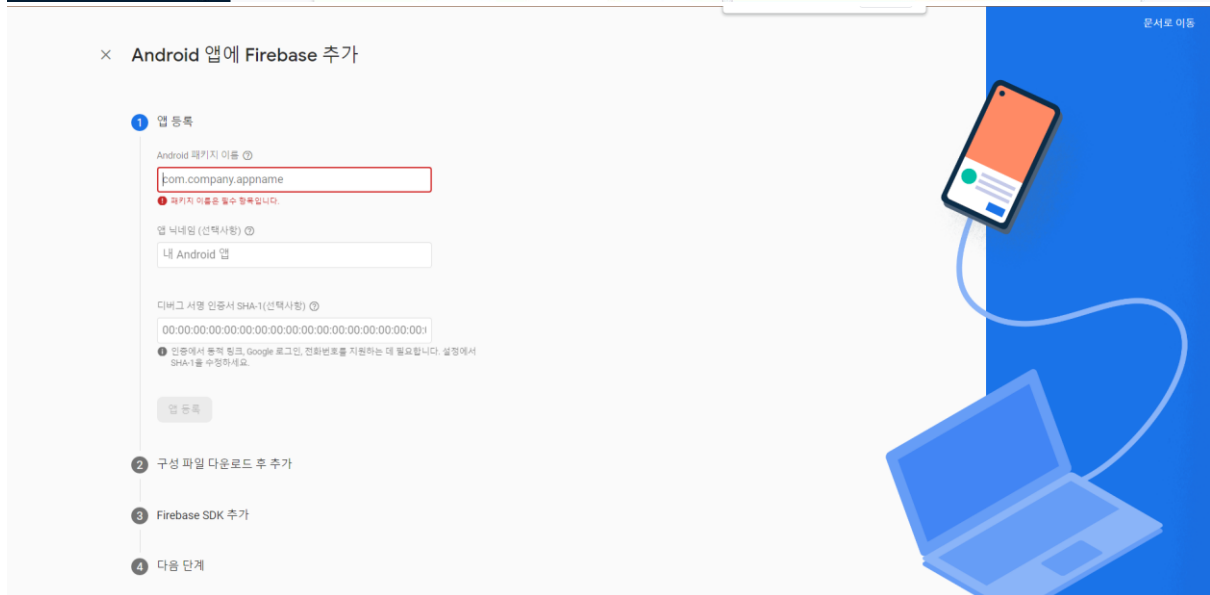 문서로 이동
Android 앱에 Firebase 추가
1 앱 등록
Android 패키지 이름
com.company.appname
패키지 이름은 필수 항목입니다.
앱 닉네임 (선택사항)
내 Android 앱
디버그 서명 인증서 SHA-1(선택사항)
00:00:00:00:00:00:00:00:00:00:00:00:00:00:00:00:00:
인증에서 동적 링크, Google 로그인, 전화번호를 지원하는 데 필요합니다. 설정에서
SHA-1을 수정하세요.
앱 등록
2 구성 파일 다운로드 후 추가
3 Firebase SDK 추가
4 다음 단계